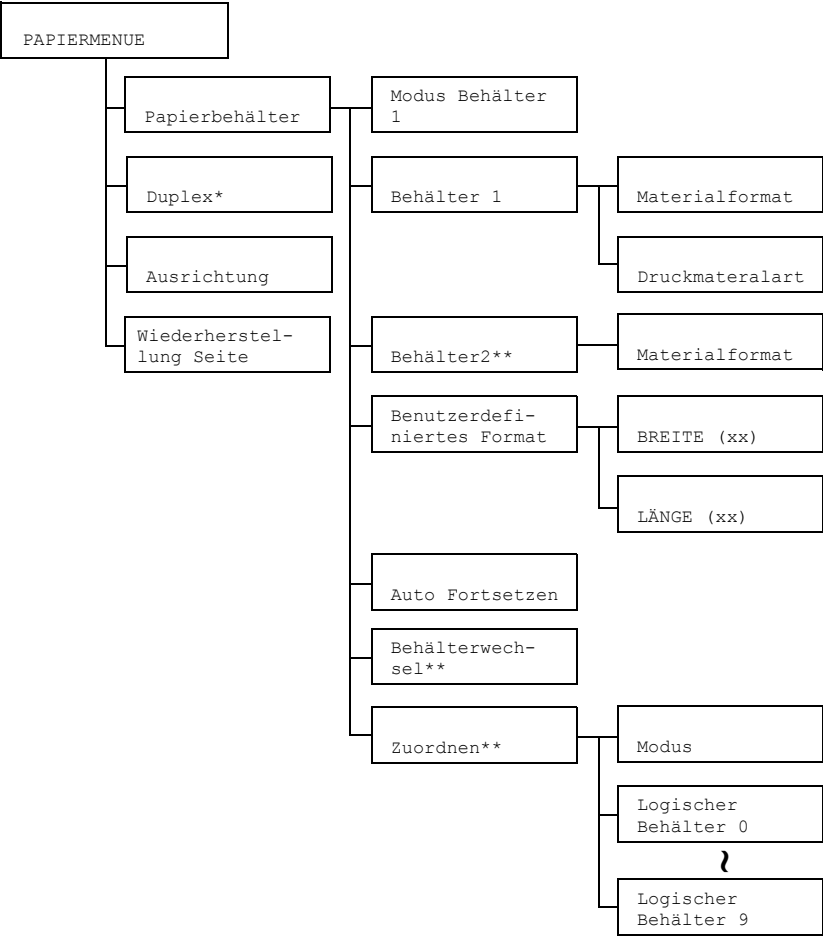 PAPIERMENUE
Papierbehälter
Modus Behälter
1
Duplex*
Behälter 1
Materialformat
Ausrichtung
Druckmateralart
Wiederherstel-
lung Seite
Behälter2**
Materialformat
Benutzerdefi-
niertes Format
BREITE (xx)
LÄNGE (xx)
Auto Fortsetzen
Behälterwech-
sel**
Zuordnen**
Modus
Logischer
Behälter 0
~
Logischer
Behälter 9